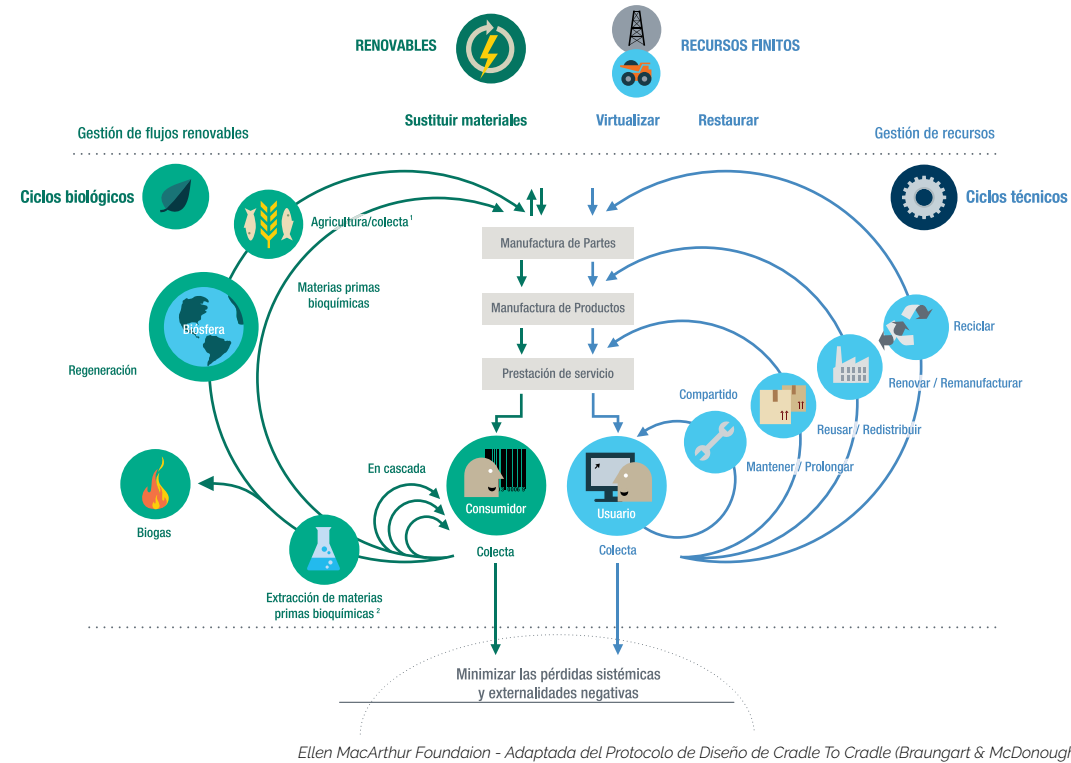 RENOVABLES
RECURSOS FINITOS
Sustituir materiales
Virtualizar
Restaurar
Gestión de flujos renovables
Gestión de recursos
Ciclos biológicos
Ciclos técnicos
Agricultura/colecta ¹
Manufactura de Partes
Materias primas
bioquímicas
Manufactura de Productos
Biósfera
Reciclar
Regeneración
Prestación de servicio
Renovar / Remanufacturar
Compartido
Reusar / Redistribuir
Mantener / Prolongar
En cascada
Consumidor
Usuario
Biogas
Colecta
Colecta
Extracción de materias
primas bioquímicas ²
Minimizar las pérdidas sistémicas
y externalidades negativas
Ellen MacArthur Foundaion - Adaptada del Protocolo de Diseño de Cradle To Cradle (Braungart & McDonough